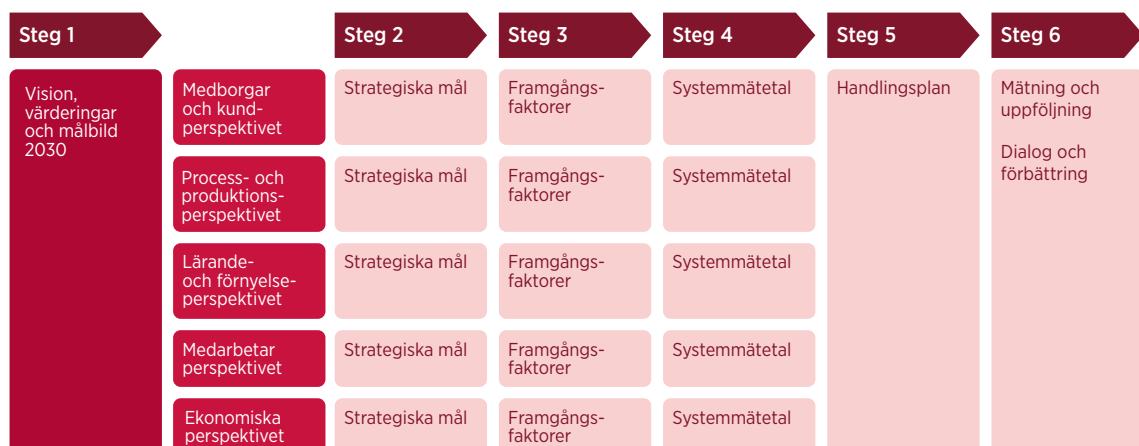 Steg 1
Steg 2
Steg 3
Steg 4
Steg 5
Steg 6
Vision,
värderingar
och målbild
2030
Medborgar
och kund-
perspektivet
Strategiska mål
Framgångs-
faktorer
Systemmätetal
Handlingsplan
Mätning och
uppföljning
Dialog och
förbättring
Process- och
produktions-
perspektivet
Strategiska mål
Framgångs-
faktorer
Systemmätetal
Lärande-
och förnyelse-
perspektivet
Strategiska mål
Framgångs-
faktorer
Systemmätetal
Medarbetar
perspektivet
Strategiska mål
Framgångs-
faktorer
Systemmätetal
Ekonomiska
perspektivet
Strategiska mål
Framgångs-
faktorer
Systemmätetal